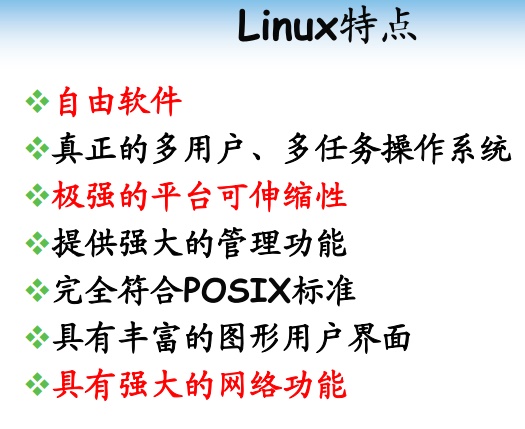 Linux特点
自由软件
真正的多用户、多任务操作系统
极强的平台可伸缩性
提供强大的管理功能
完全符合POSIX标准
具有丰富的图形用户界面
具有强大的网络功能